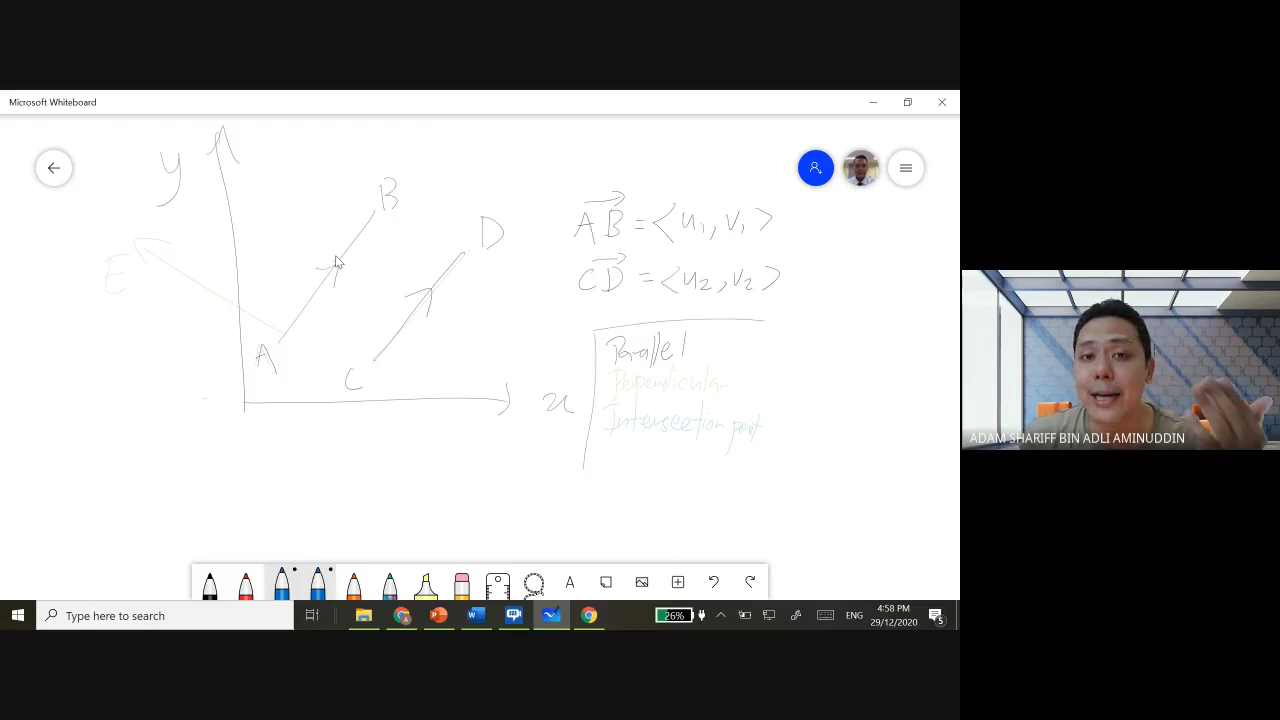 Microsoft Whiteboard
y
B
D
E
A
C
x
AB = <u1, v1>
CD = <u2, v2>
Parallel
Perpendicular
Intersection point
ADAM SHARIFF BIN ADLI AMINUDDIN
A
Type here to search
26%
ENG
4:58 PM
29/12/2020
5